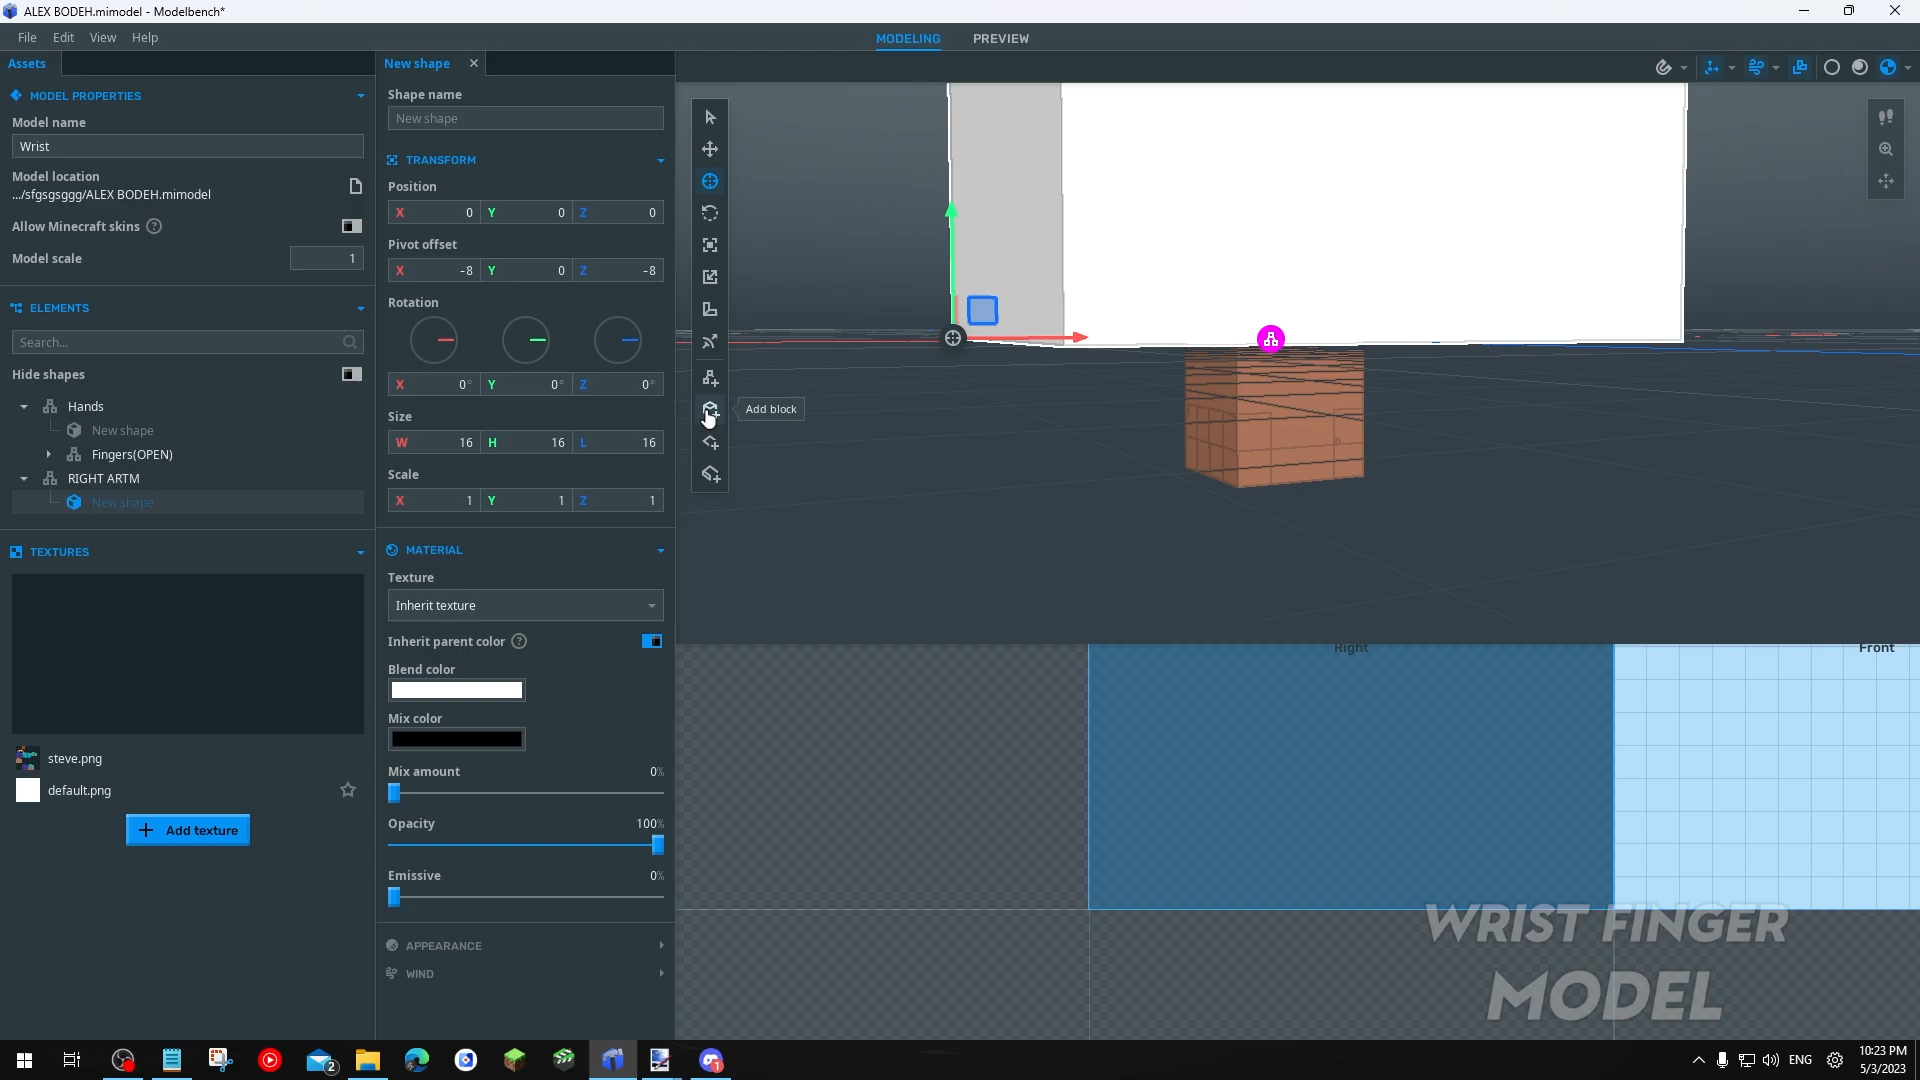 ALEX BODEH.mimodel - Modelbench*
File Edit View Help
MODELING PREVIEW
Assets
New shape
MODEL PROPERTIES
Model name
Wrist
Model location
.../sfgsgsggg/ALEX BODEH.mimodel
Allow Minecraft skins ?
Model scale 1
ELEMENTS
Search...
Hide shapes
Hands
New shape
Fingers(OPEN)
RIGHT ARTM
New shape
TEXTURES
steve.png
default.png
+ Add texture
Shape name
New shape
TRANSFORM
Position
X 0 Y 0 Z 0
Pivot offset
X -8 Y 0 Z -8
Rotation
X 0° Y 0° Z 0°
Size
W 16 H 16 L 16
Scale
X 1 Y 1 Z 1
MATERIAL
Texture
Inherit texture
Inherit parent color ?
Blend color
Mix color
Mix amount 0%
Opacity 100%
Emissive 0%
APPEARANCE
WIND
Add block
Right
Front
WRIST FINGER
MODEL
2
1
ENG
10:23 PM
5/3/2023